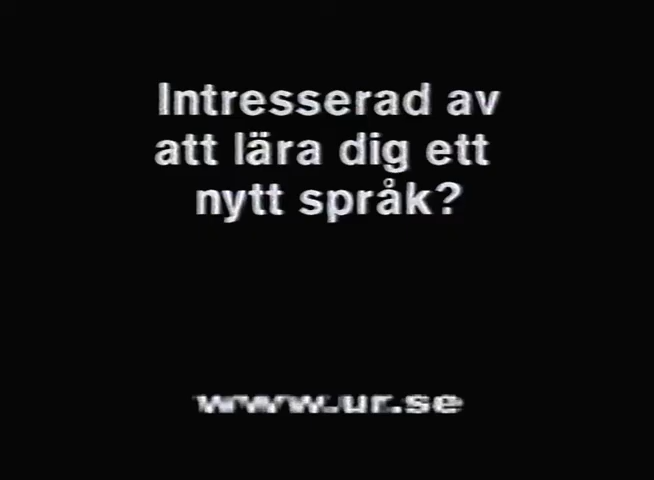 Intresserad av
att lära dig ett
nytt språk?
www.ur.se